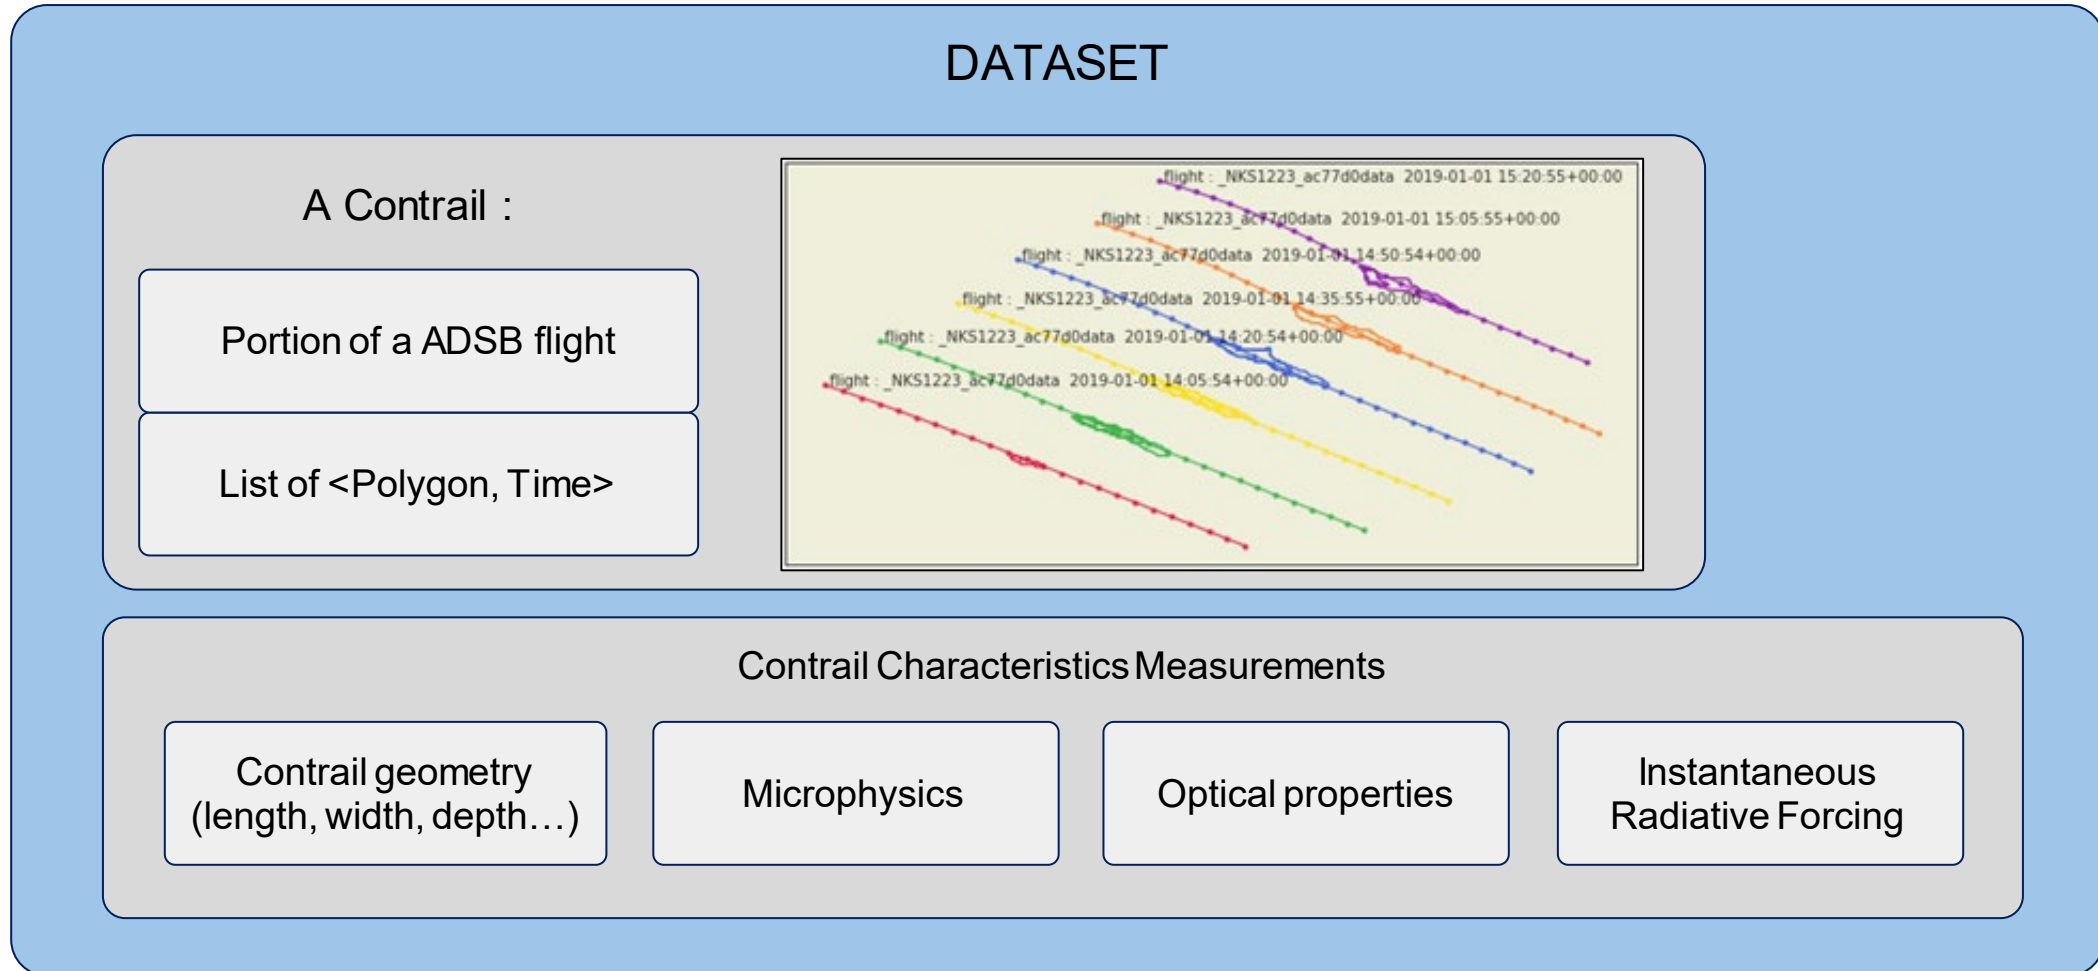 DATASET
A Contrail :
Portion of a ADSB flight
List of <Polygon, Time>
flight : _NKS1223_ac77d0data 2019-01-01 15:20:55+00:00
flight : _NKS1223_ac77d0data 2019-01-01 15:05:55+00:00
flight : _NKS1223_ac77d0data 2019-01-01 14:50:54+00:00
flight : _NKS1223_ac77d0data 2019-01-01 14:35:55+00:00
flight : _NKS1223_ac77d0data 2019-01-01 14:20:54+00:00
flight : _NKS1223_ac77d0data 2019-01-01 14:05:54+00:00
Contrail Characteristics Measurements
Contrail geometry
(length, width, depth…)
Microphysics
Optical properties
Instantaneous
Radiative Forcing